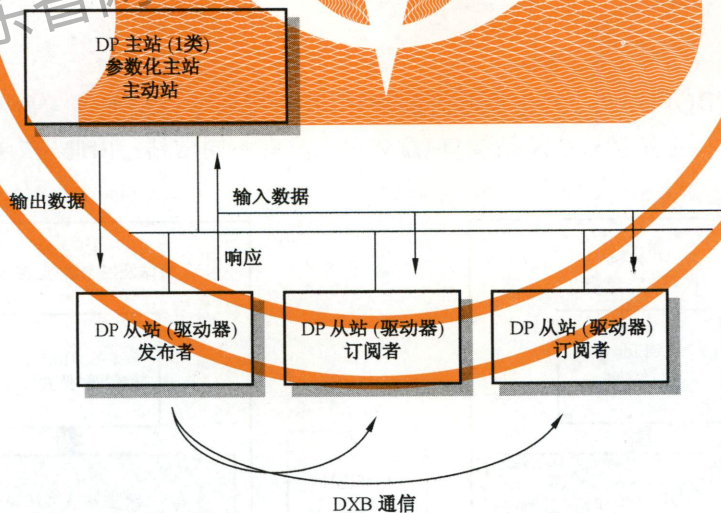 DP 主站 (1类)
参数化主站
主动站
输出数据
输入数据
响应
DP 从站 (驱动器)
发布者
DP 从站 (驱动器)
订阅者
DP 从站 (驱动器)
订阅者
DXB 通信